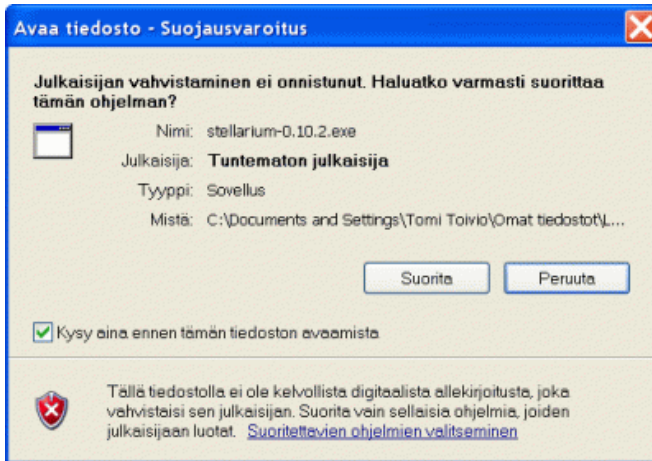 Avaa tiedosto - Suojausvaroitus
Julkaisijan vahvistaminen ei onnistunut. Haluatko varmasti suorittaa
tämän ohjelman?
Nimi: stellarium-0.10.2.exe
Julkaisija: Tuntematon julkaisija
Tyyppi: Sovellus
Mistä: C:\Documents and Settings\Tomi Toivio\Omat tiedostot\L...
Suorita Peruuta
Kysy aina ennen tämän tiedoston avaamista
Tällä tiedostolla ei ole kelvollista digitaalista allekirjoitusta, joka
vahvistaisi sen julkaisijan. Suorita vain sellaisia ohjelmia, joiden
julkaisijaan luotat. Suoritettavien ohjelmien valitseminen